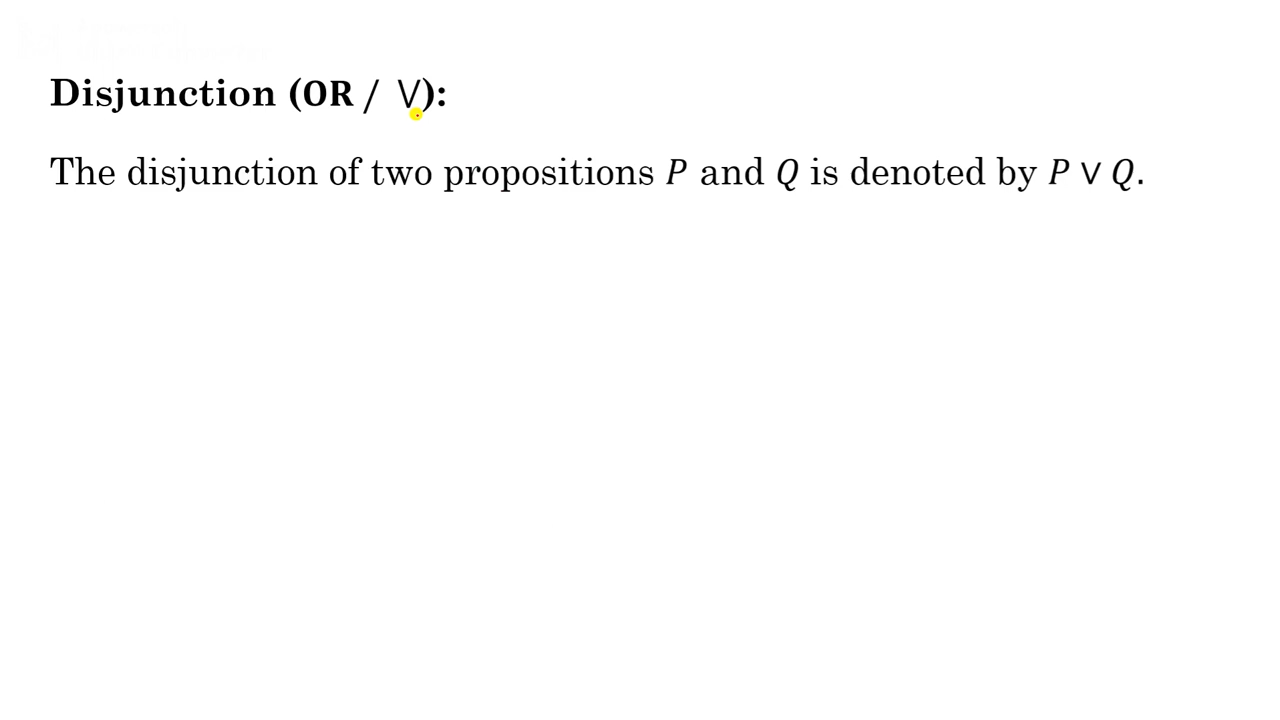 Disjunction (OR / ∨):
The disjunction of two propositions P and Q is denoted by P ∨ Q.